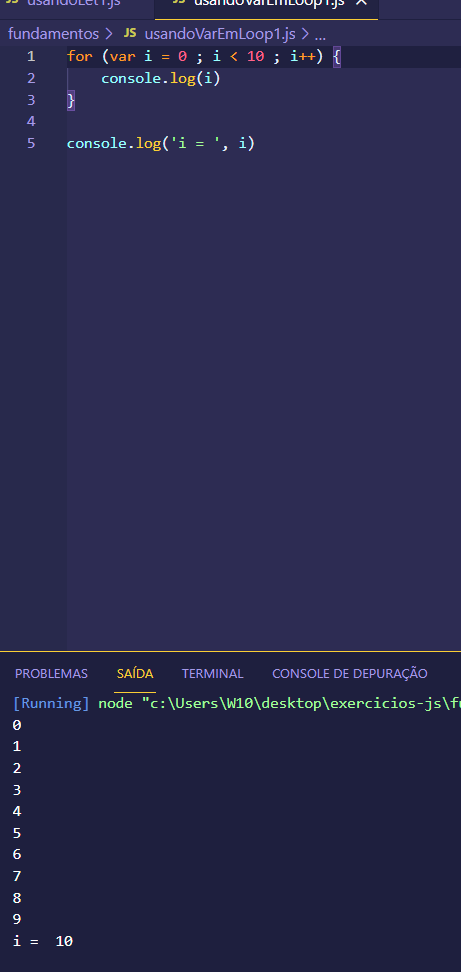 usandoLet1.js usandoVarEmLoop1.js
fundamentos > JS usandoVarEmLoop1.js > ...
1 for (var i = 0 ; i < 10 ; i++) {
2 console.log(i)
3 }
4
5 console.log('i = ', i)
PROBLEMAS SAÍDA TERMINAL CONSOLE DE DEPURAÇÃO
[Running] node "c:\Users\W10\desktop\exercicios-js\fu
0
1
2
3
4
5
6
7
8
9
i =  10